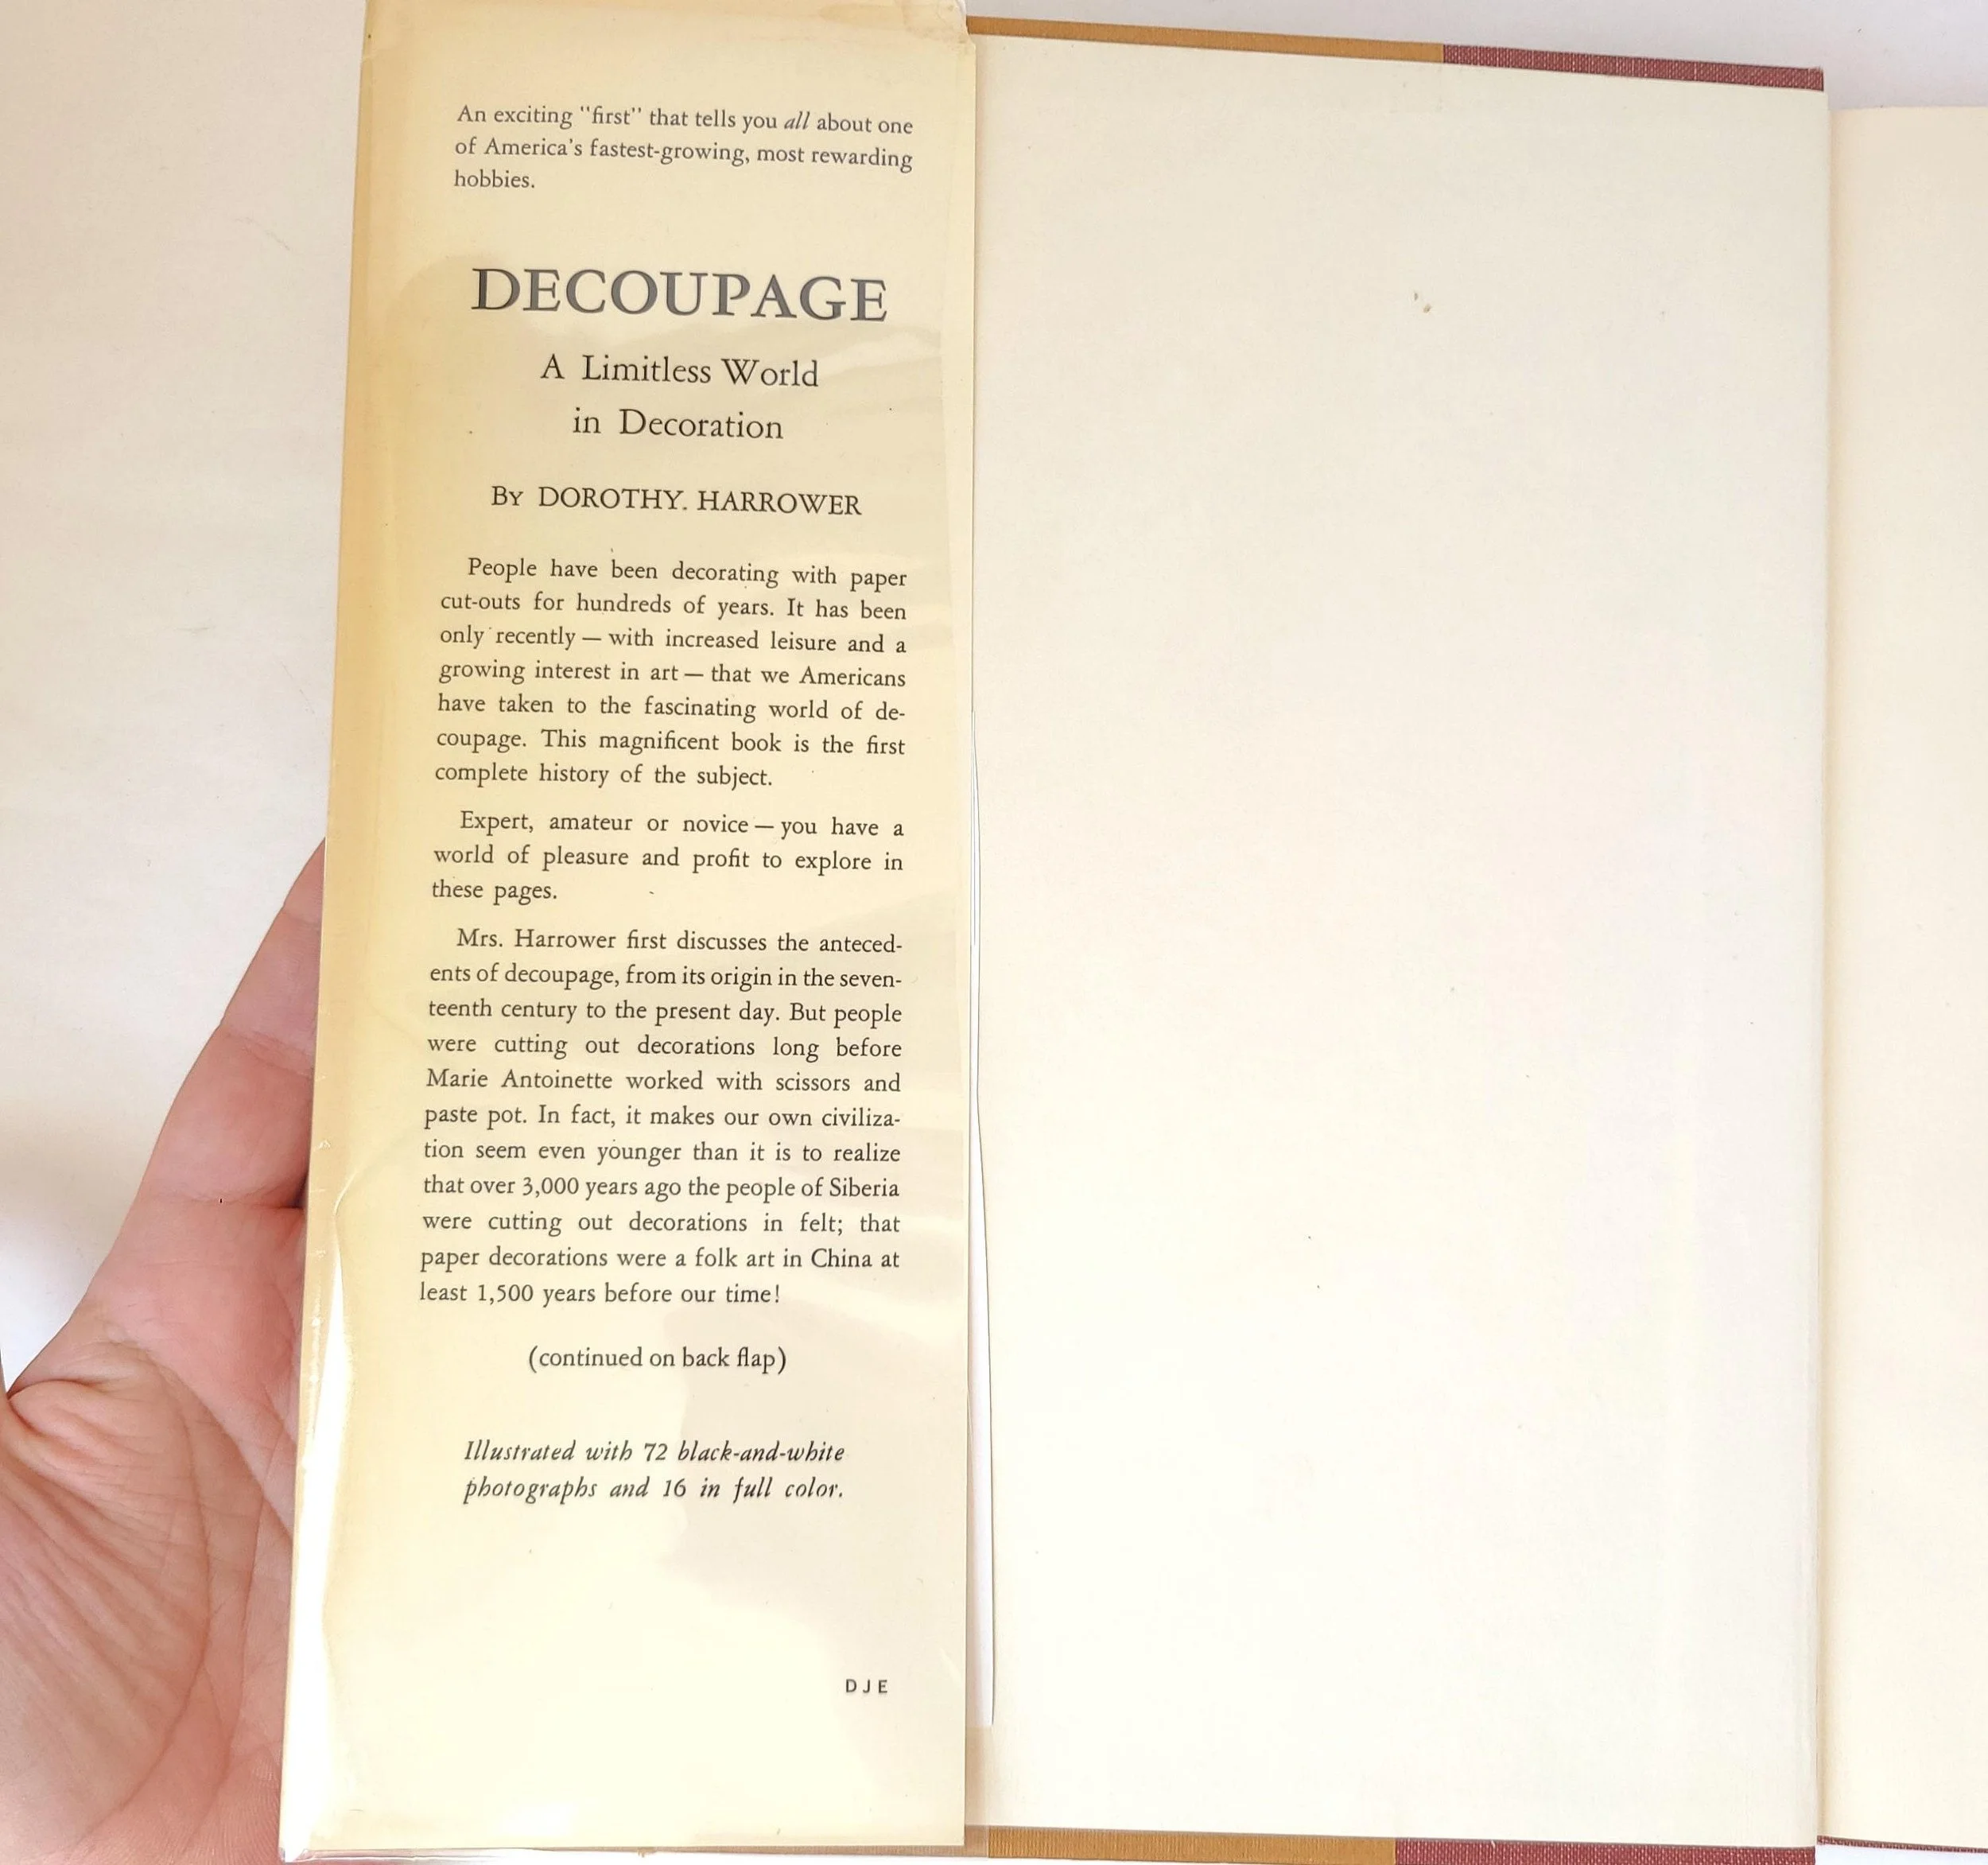 An exciting "first" that tells you all about one
of America's fastest-growing, most rewarding
hobbies.
DECOUPAGE
A Limitless World
in Decoration
By DOROTHY. HARROWER
People have been decorating with paper
cut-outs for hundreds of years. It has been
only recently — with increased leisure and a
growing interest in art — that we Americans
have taken to the fascinating world of de-
coupage. This magnificent book is the first
complete history of the subject.
Expert, amateur or novice — you have a
world of pleasure and profit to explore in
these pages.
Mrs. Harrower first discusses the anteced-
ents of decoupage, from its origin in the seven-
teenth century to the present day. But people
were cutting out decorations long before
Marie Antoinette worked with scissors and
paste pot. In fact, it makes our own civiliza-
tion seem even younger than it is to realize
that over 3,000 years ago the people of Siberia
were cutting out decorations in felt; that
paper decorations were a folk art in China at
least 1,500 years before our time!
(continued on back flap)
Illustrated with 72 black-and-white
photographs and 16 in full color.
DJE